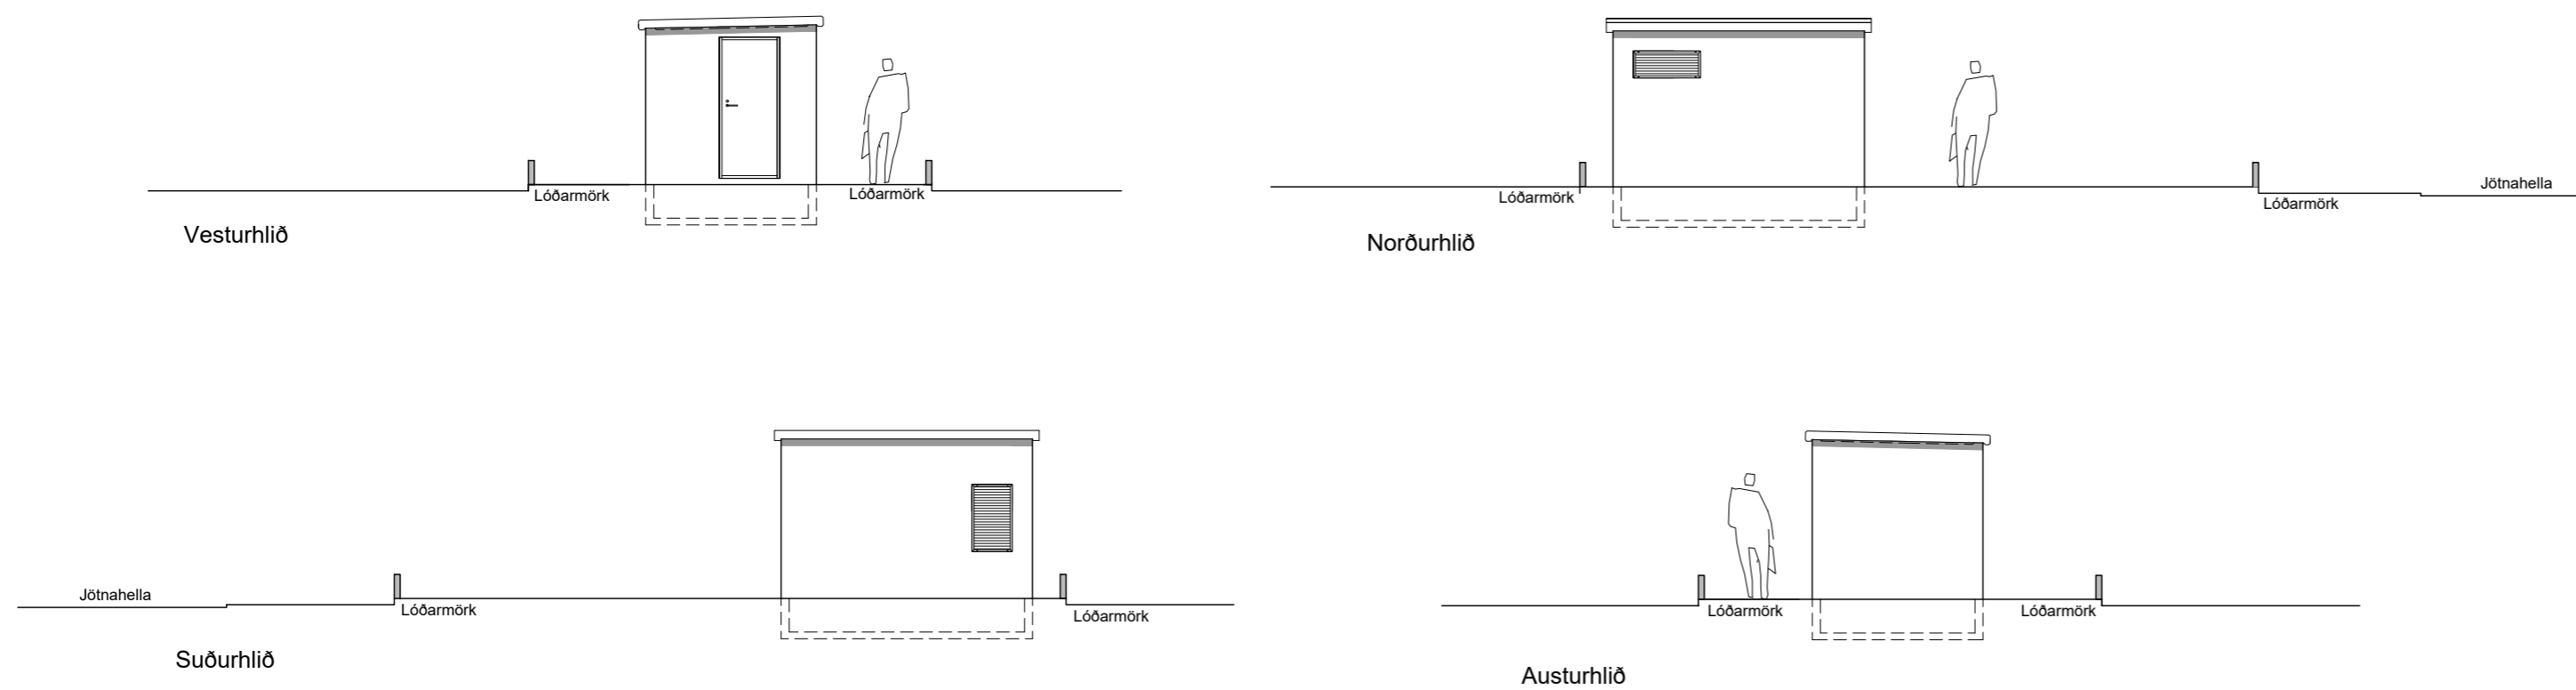 Lóðarmörk
Lóðarmörk
Vesturhlið
Lóðarmörk
Lóðarmörk
Jötnahella
Norðurhlið
Jötnahella
Lóðarmörk
Lóðarmörk
Suðurhlið
Lóðarmörk
Lóðarmörk
Austurhlið